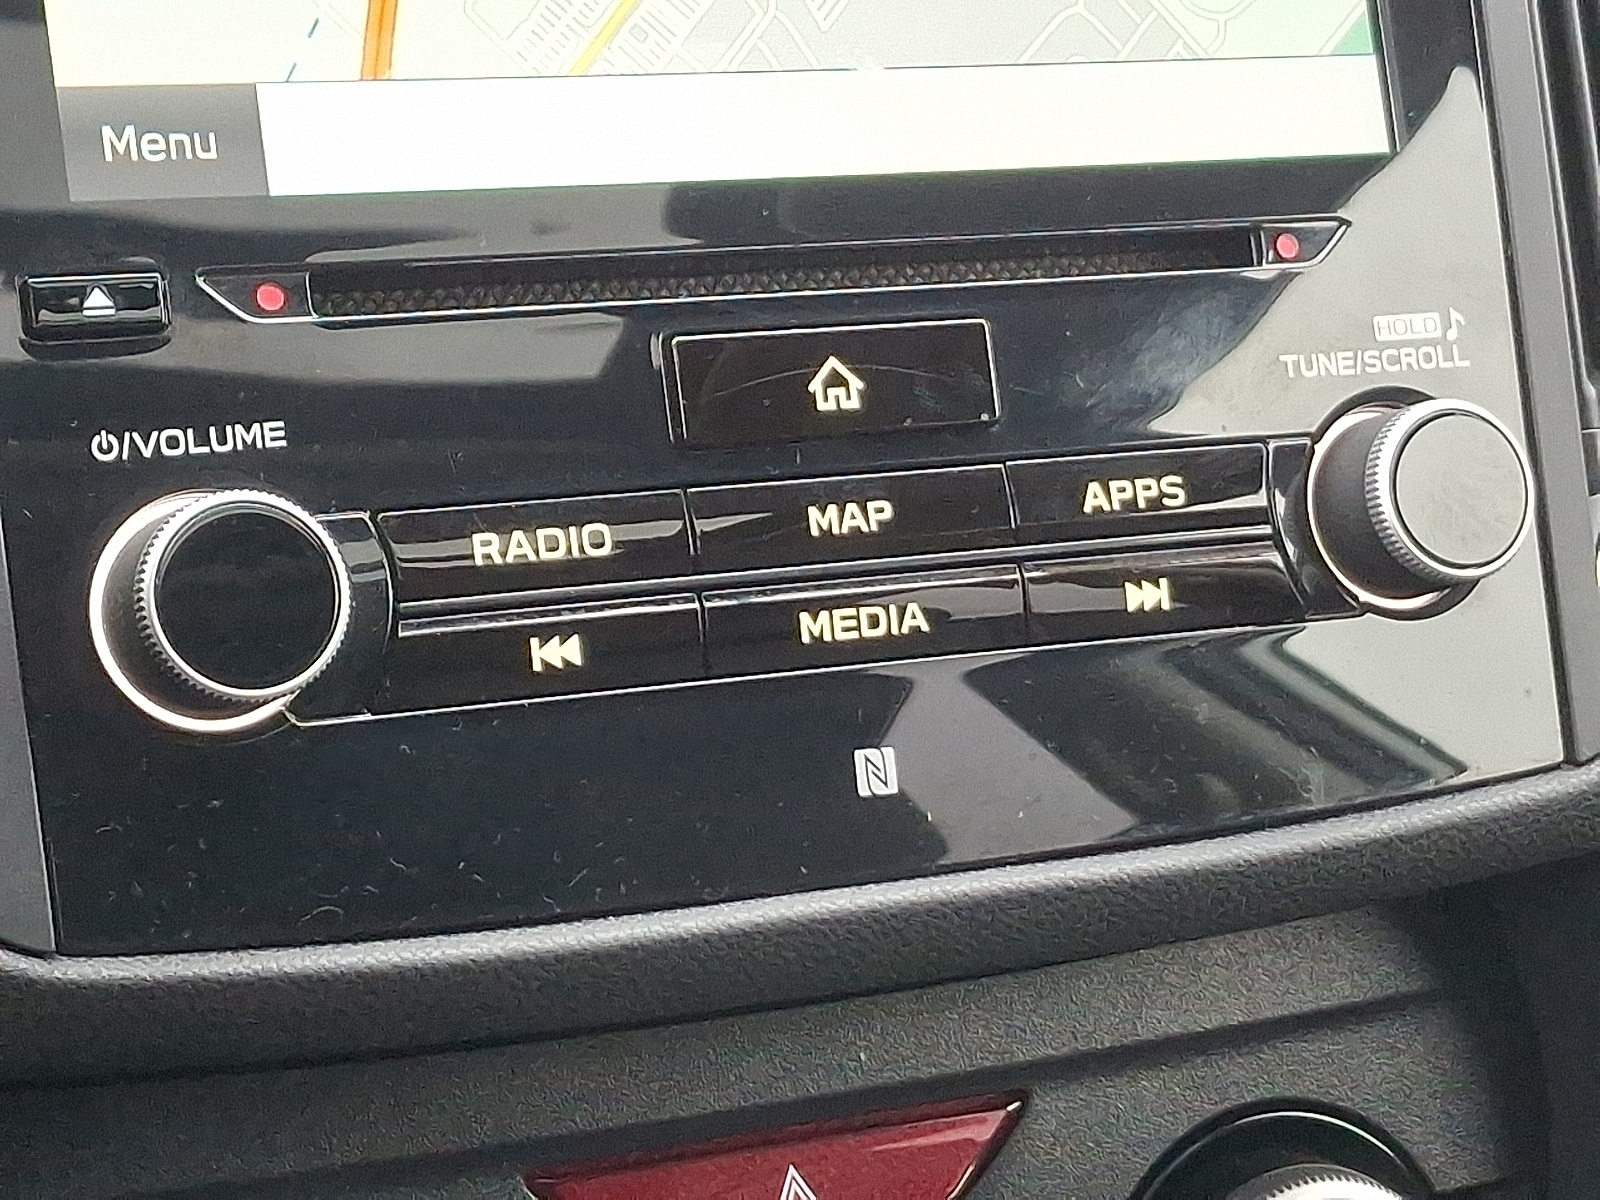 Menu
HOLD
TUNE/SCROLL
/VOLUME
RADIO
MAP
APPS
MEDIA